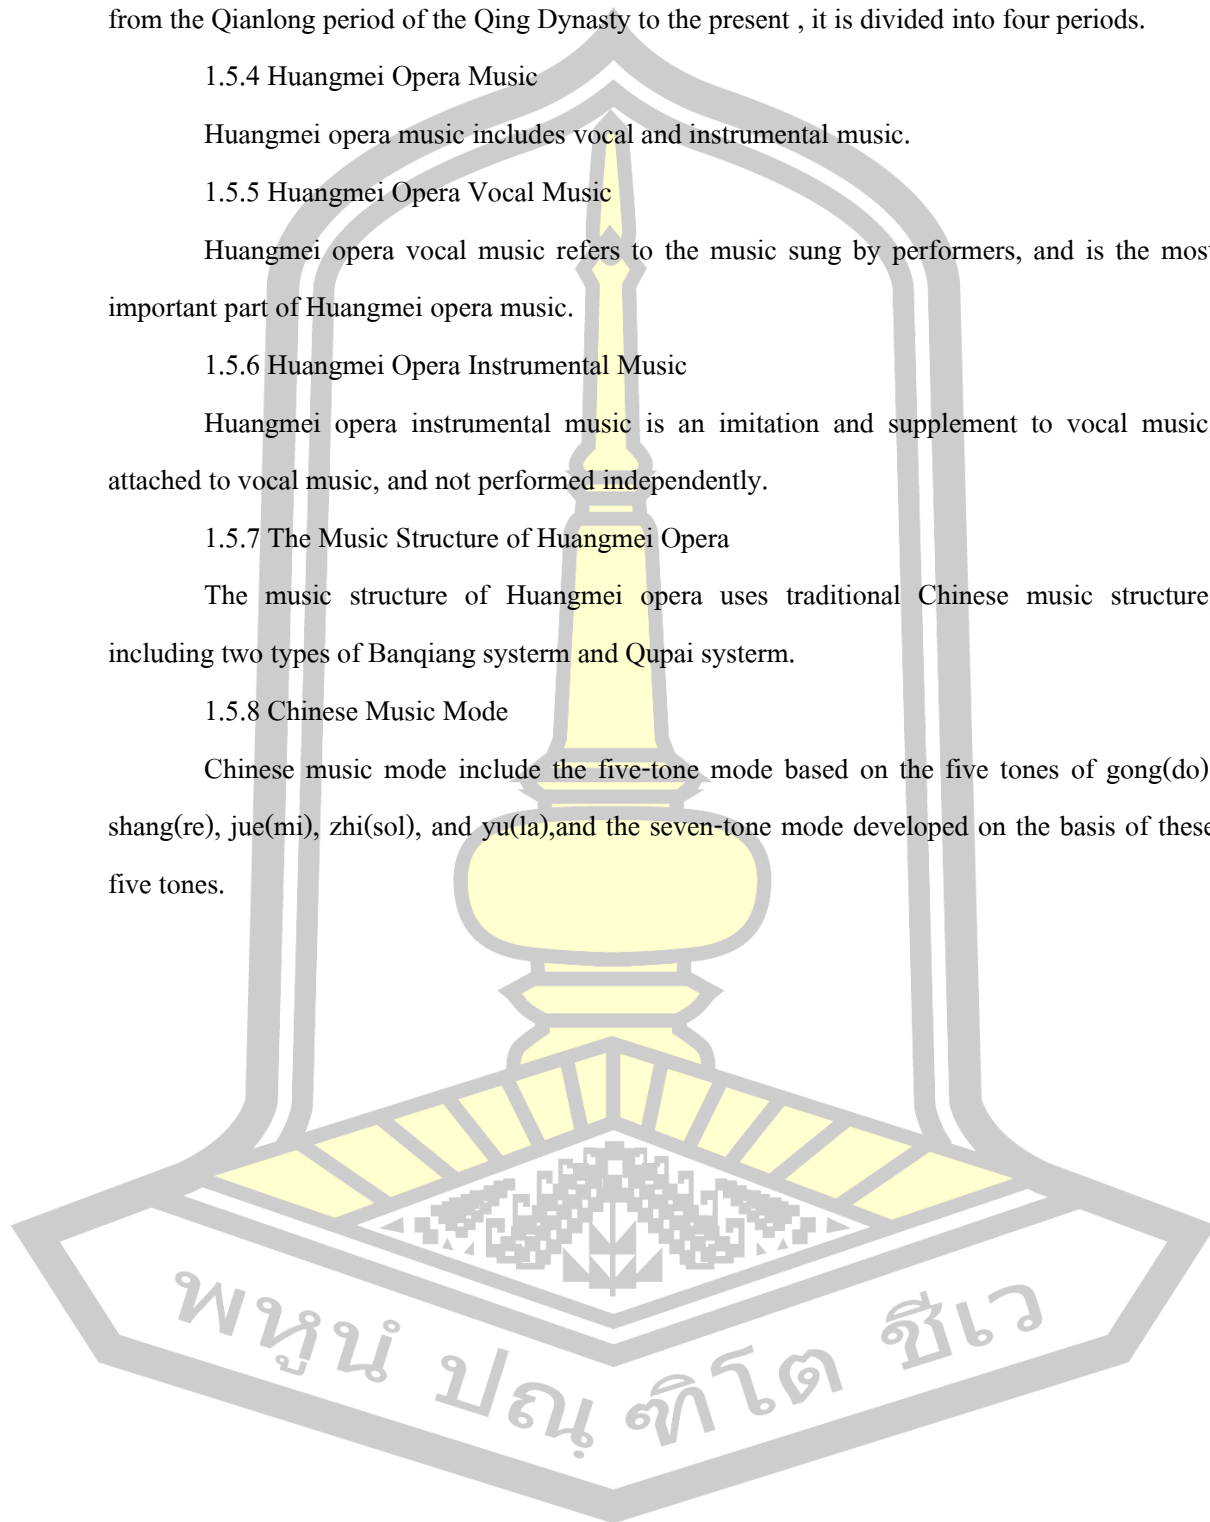 from the Qianlong period of the Qing Dynasty to the present , it is divided into four periods.
1.5.4 Huangmei Opera Music
Huangmei opera music includes vocal and instrumental music.
1.5.5 Huangmei Opera Vocal Music
Huangmei opera vocal music refers to the music sung by performers, and is the most
important part of Huangmei opera music.
1.5.6 Huangmei Opera Instrumental Music
Huangmei opera instrumental music is an imitation and supplement to vocal music
attached to vocal music, and not performed independently.
1.5.7 The Music Structure of Huangmei Opera
The music structure of Huangmei opera uses traditional Chinese music structure
including two types of Banqiang systerm and Qupai systerm.
1.5.8 Chinese Music Mode
Chinese music mode include the five-tone mode based on the five tones of gong(do)
shang(re), jue(mi), zhi(sol), and yu(la),and the seven-tone mode developed on the basis of these
five tones.
พหูนํ ปณฺฑิโต ชีเว